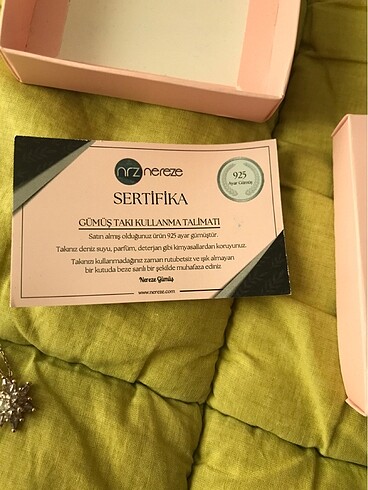 nrz nereze
925
Ayar Gümüş
SERTİFİKA
GÜMÜŞ TAKI KULLANMA TALİMATI
Satın almış olduğunuz ürün 925 ayar gümüştür.
Takınızı deniz suyu, parfüm, deterjan gibi kimyasallardan koruyunuz.
Takınızı kullanmadığınız zaman rutubetsiz ve ışık almayan
bir kutuda beze sarılı bir şekilde muhafaza ediniz.
Nereze Gümüş
www.nereze.com